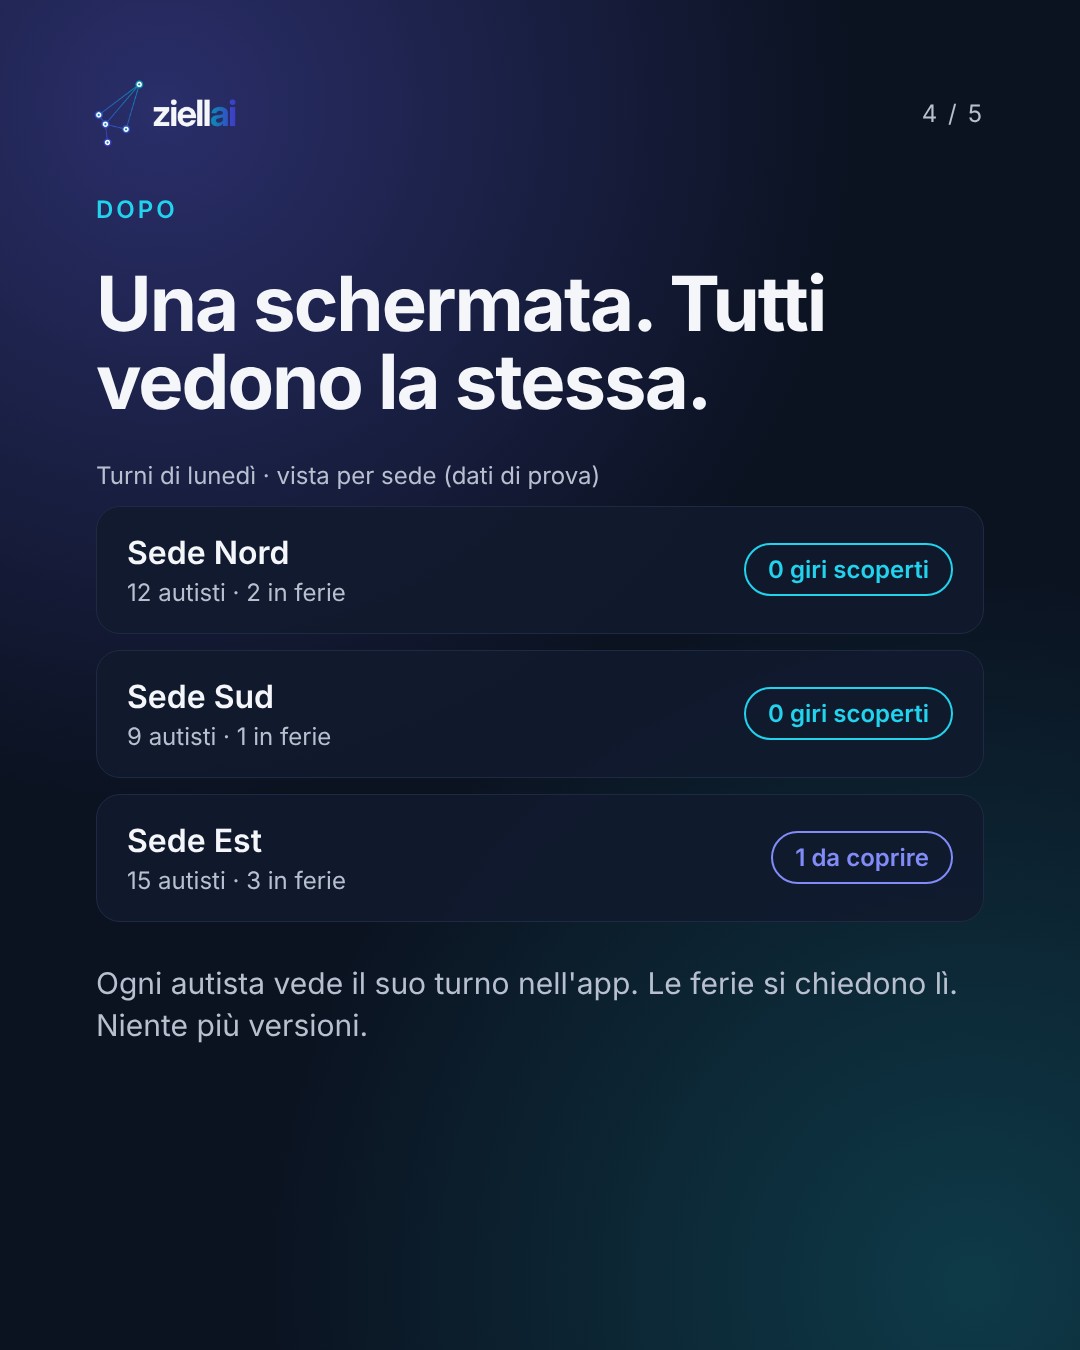 ziellai
4 / 5
DOPO
Una schermata. Tutti
vedono la stessa.
Turni di lunedì · vista per sede (dati di prova)
Sede Nord
12 autisti · 2 in ferie
0 giri scoperti
Sede Sud
9 autisti · 1 in ferie
0 giri scoperti
Sede Est
15 autisti · 3 in ferie
1 da coprire
Ogni autista vede il suo turno nell'app. Le ferie si chiedono lì.
Niente più versioni.